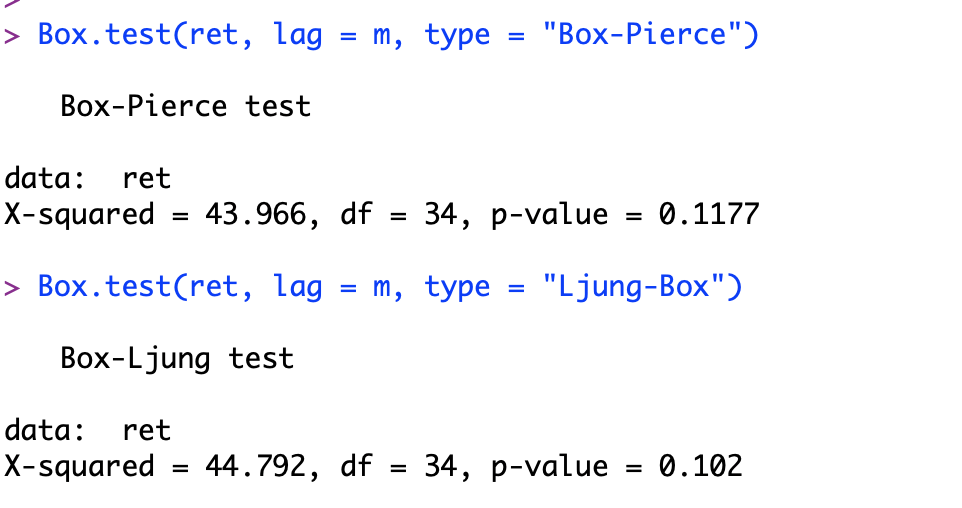 >
> Box.test(ret, lag = m, type = "Box-Pierce")
Box-Pierce test
data:  ret
X-squared = 43.966, df = 34, p-value = 0.1177
> Box.test(ret, lag = m, type = "Ljung-Box")
Box-Ljung test
data:  ret
X-squared = 44.792, df = 34, p-value = 0.102